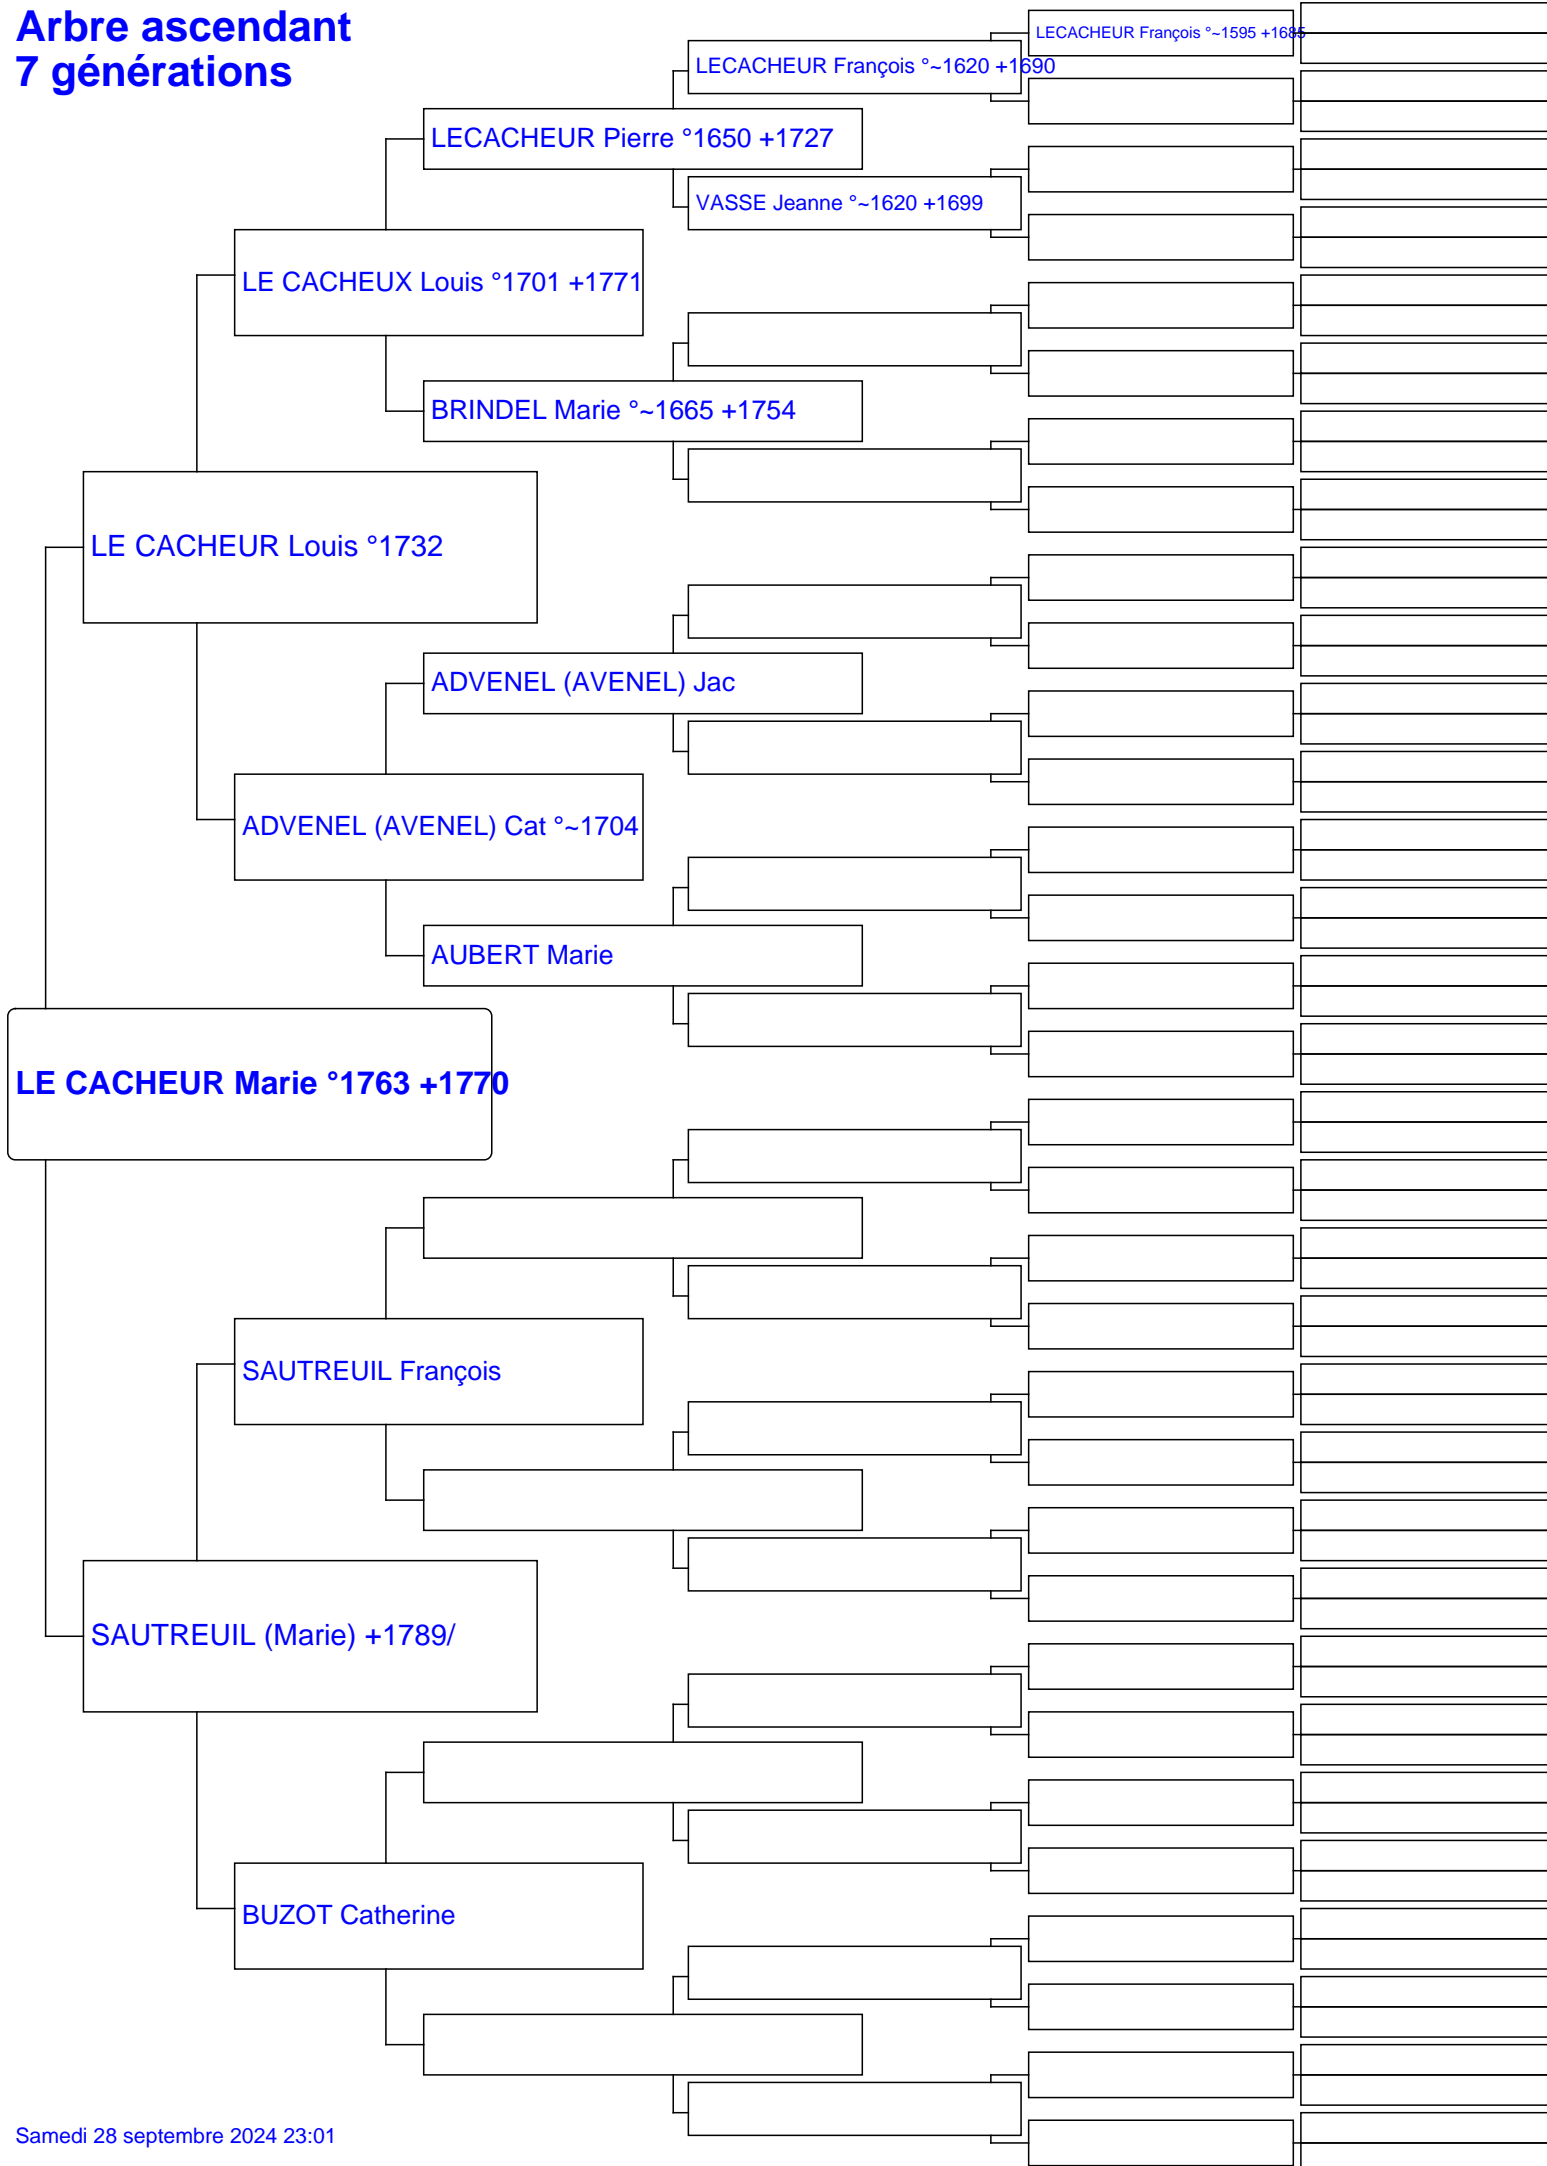 Arbre ascendant
7 générations
LECACHEUR François °~1595 +1685
LECACHEUR François °~1620 +1690
LECACHEUR Pierre °1650 +1727
VASSE Jeanne °~1620 +1699
LE CACHEUX Louis °1701 +1771
BRINDEL Marie °~1665 +1754
LE CACHEUR Louis °1732
ADVENEL (AVENEL) Jac
ADVENEL (AVENEL) Cat °~1704
AUBERT Marie
LE CACHEUR Marie °1763 +1770
SAUTREUIL François
SAUTREUIL (Marie) +1789/
BUZOT Catherine
Samedi 28 septembre 2024 23:01